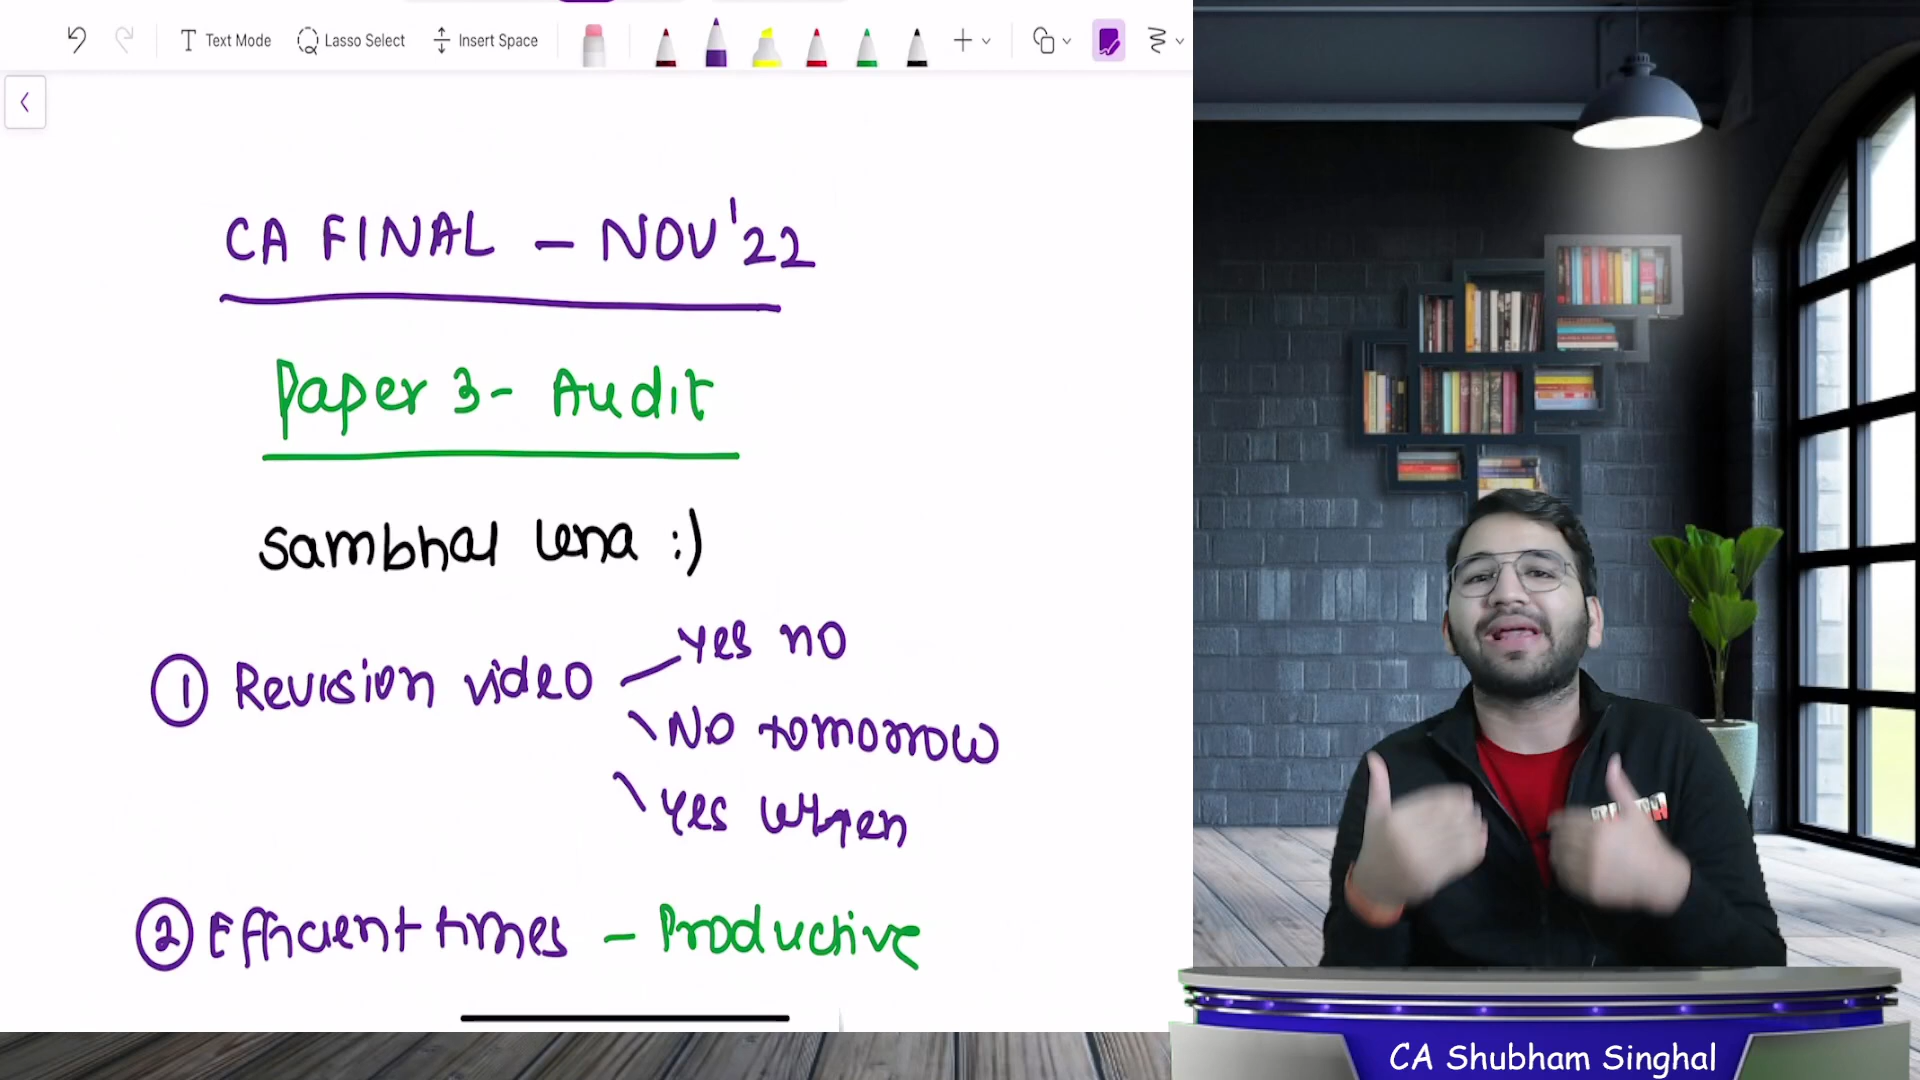 Text Mode Lasso Select Insert Space
CA FINAL - NOV'22
Paper 3- Audit
sambhal lena :)
① Revision video - Yes no
No tomorrow
Yes when
② Efficient times - Productive
CA Shubham Singhal